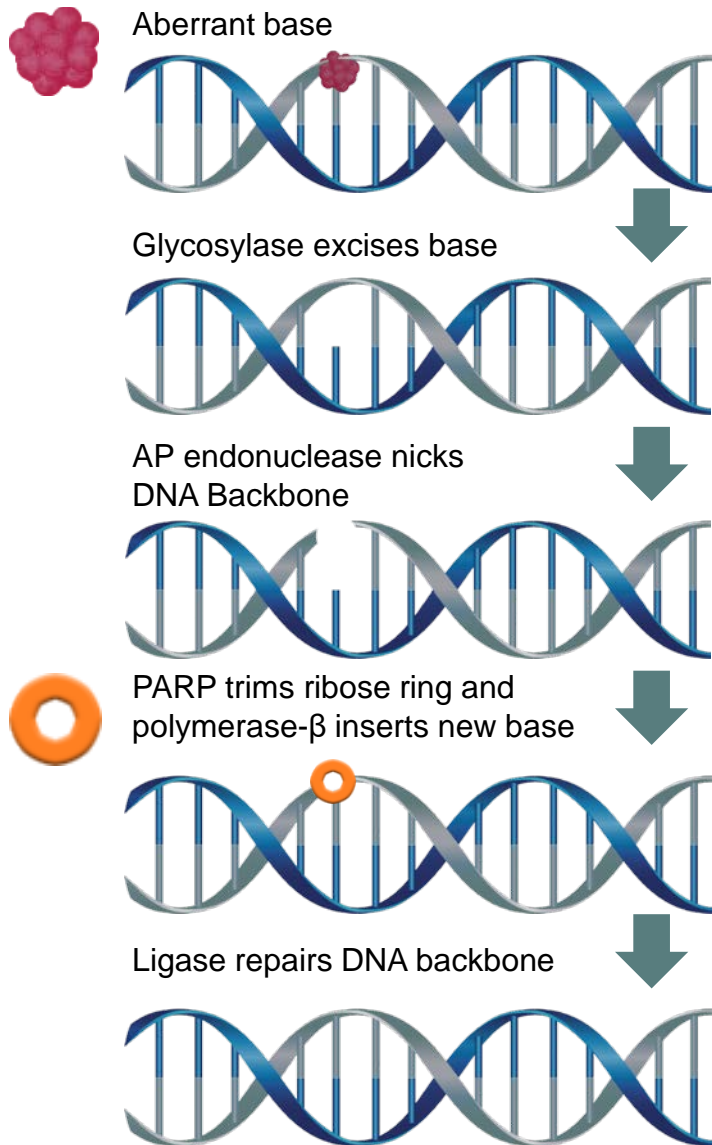 Aberrant base
Glycosylase excises base
AP endonuclease nicks
DNA Backbone
PARP trims ribose ring and
polymerase-β inserts new base
Ligase repairs DNA backbone